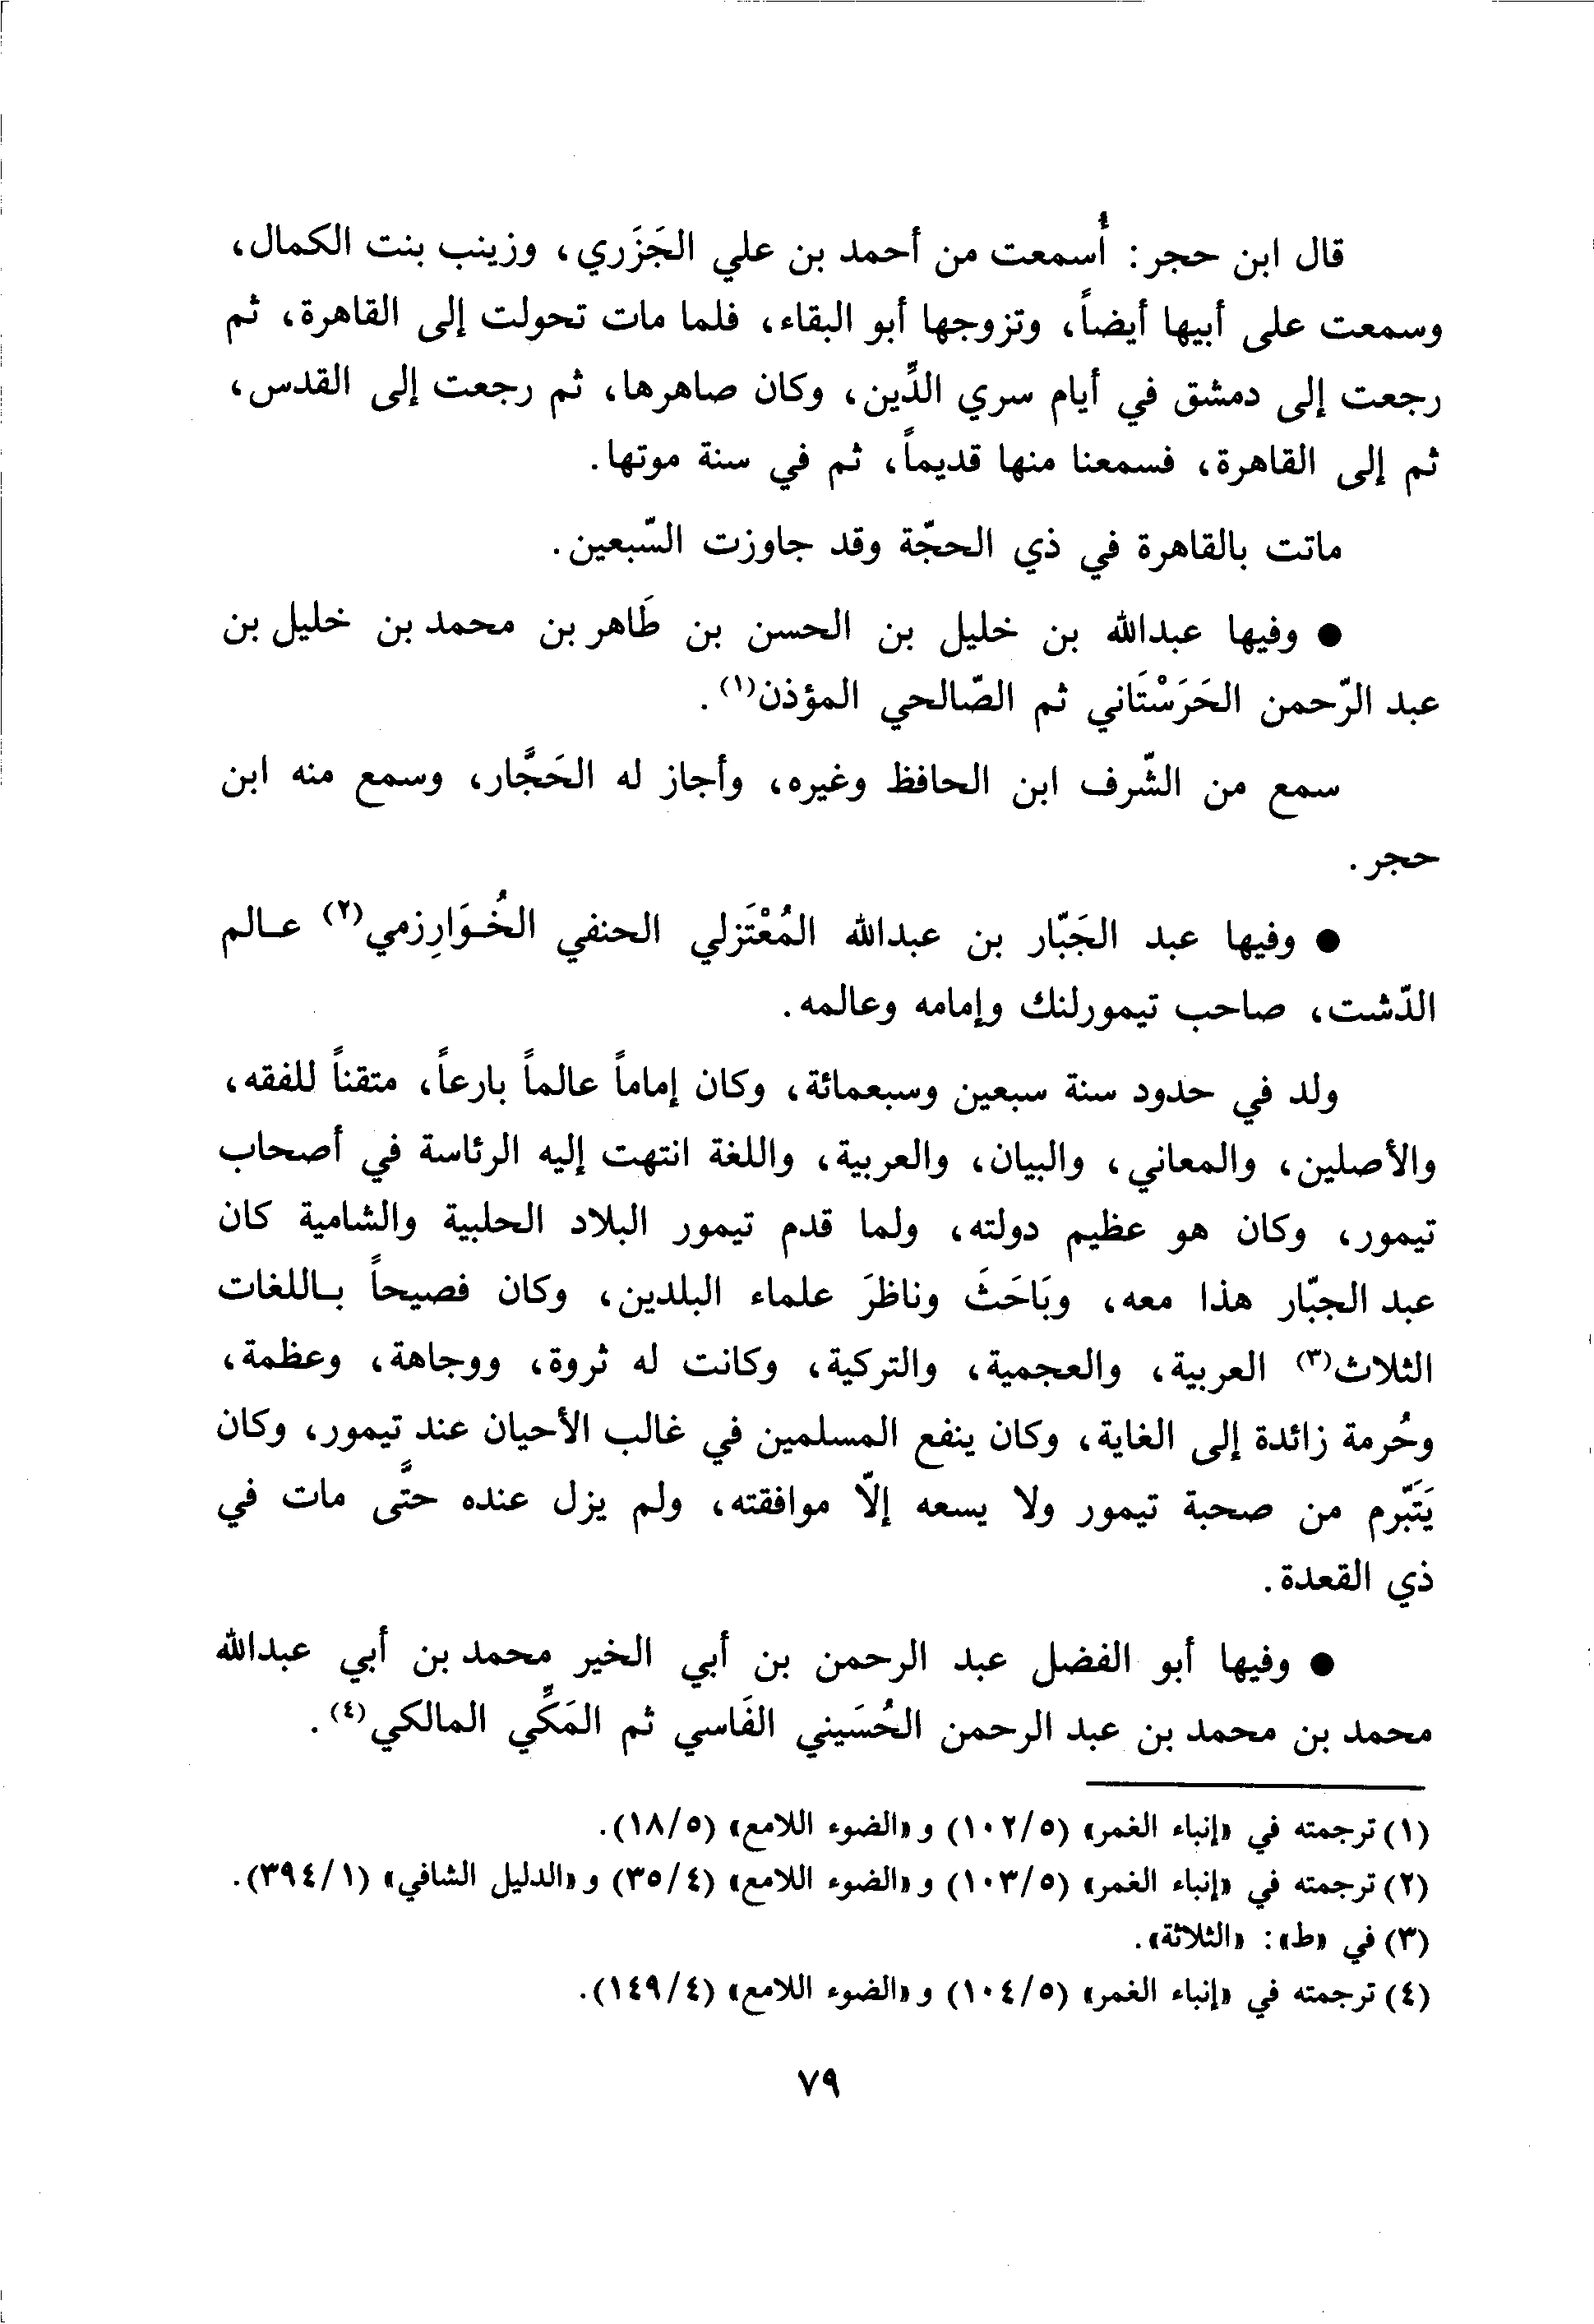 قال ابن حجر: أُسمعت من أحمد بن علي الجَزَري، وزينب بنت الكمال،
وسمعت على أبيها أيضاً، وتزوجها أبو البقاء، فلما مات تحولت إلى القاهرة، ثم
رجعت إلى دمشق في أيام سري الدِّين، وكان صاهرها، ثم رجعت إلى القدس،
ثم إلى القاهرة، فسمعنا منها قديماً، ثم في سنة موتها.
ماتت بالقاهرة في ذي الحجّة وقد جاوزت السّبعين.
● وفيها عبدالله بن خليل بن الحسن بن طَاهر بن محمد بن خليل بن
عبد الرّحمن الحَرَسْتَاني ثم الصّالحي المؤذن(١).
سمع من الشّرف ابن الحافظ وغيره، وأجاز له الحَجَّار، وسمع منه ابن
حجر.
● وفيها عبد الجَبّار بن عبدالله المُعْتَزلي الحنفي الخُـوَارِزمي(٢) عـالم
الدّشت، صاحب تيمورلنك وإمامه وعالمه.
ولد في حدود سنة سبعين وسبعمائة، وكان إماماً عالماً بارعاً، متقناً للفقه،
والأصلين، والمعاني، والبيان، والعربية، واللغة انتهت إليه الرئاسة في أصحاب
تيمور، وكان هو عظيم دولته، ولما قدم تيمور البلاد الحلبية والشامية كان
عبد الجبّار هذا معه، وبَاحَثَ وناظرَ علماء البلدين، وكان فصيحاً بـاللغات
الثلاث(٣) العربية، والعجمية، والتركية، وكانت له ثروة، ووجاهة، وعظمة،
وحُرمة زائدة إلى الغاية، وكان ينفع المسلمين في غالب الأحيان عند تيمور، وكان
يَتَبّرم من صحبة تيمور ولا يسعه إلّا موافقته، ولم يزل عنده حتَّى مات في
ذي القعدة.
● وفيها أبو الفضل عبد الرحمن بن أبي الخير محمد بن أبي عبدالله
محمد بن محمد بن عبد الرحمن الحُسَيني الفَاسي ثم المَكِّي المالكي(٤).
(١) ترجمته في «إنباء الغمر» (١٠٢/٥) و«الضوء اللامع» (١٨/٥).
(٢) ترجمته في «إنباء الغمر» (١٠٣/٥) و«الضوء اللامع» (٣٥/٤) و«الدليل الشافي» (٣٩٤/١).
(٣) في «ط»: «الثلاثة».
(٤) ترجمته في «إنباء الغمر» (١٠٤/٥) و«الضوء اللامع» (١٤٩/٤).
٧٩